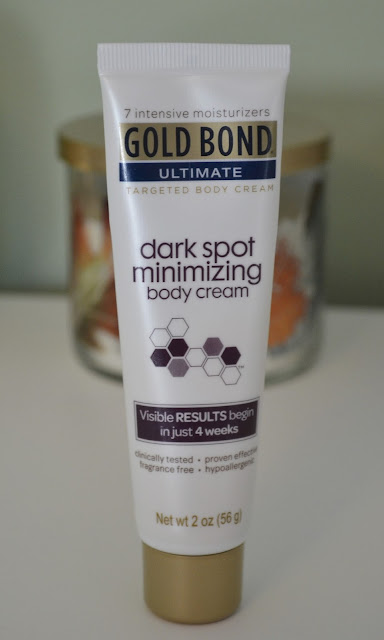 7 intensive moisturizers
GOLD BOND®
ULTIMATE
TARGETED BODY CREAM
dark spot
minimizing
body cream
™
Visible RESULTS begin
in just 4 weeks
clinically tested • proven effective
fragrance free • hypoallergenic
Net wt 2 oz (56 g)